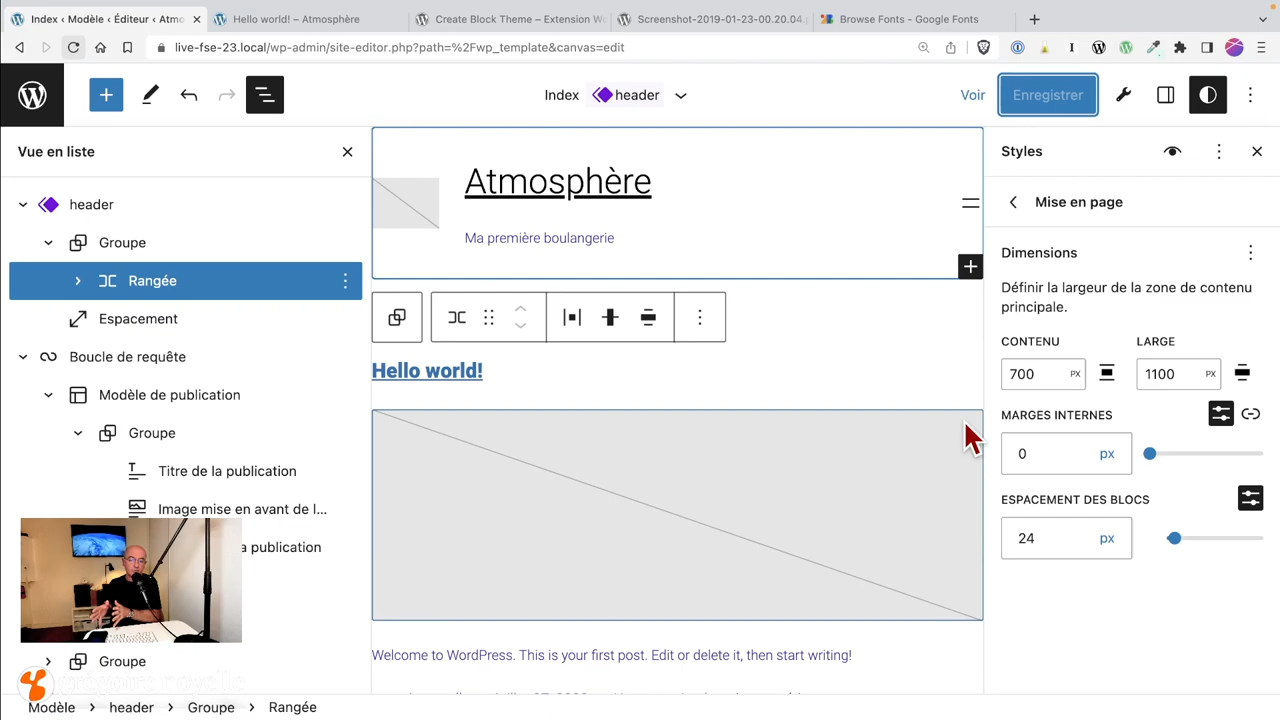 Index ‹ Modèle ‹ Éditeur ‹ Atmo
Hello world! – Atmosphère
Create Block Theme – Extension Wo
Screenshot-2019-01-23-00.20.04.
Browse Fonts - Google Fonts
live-fse-23.local/wp-admin/site-editor.php?path=%2Fwp_template&canvas=edit
Index header
Voir
Enregistrer
Vue en liste
Styles
header
Groupe
Rangée
Espacement
Boucle de requête
Modèle de publication
Groupe
Titre de la publication
Image mise en avant de l...
a publication
Groupe
Atmosphère
Ma première boulangerie
Hello world!
Welcome to WordPress. This is your first post. Edit or delete it, then start writing!
Mise en page
Dimensions
Définir la largeur de la zone de contenu
principale.
CONTENU LARGE
700 PX 1100 PX
MARGES INTERNES
0 px
ESPACEMENT DES BLOCS
24 px
grégoire noyelle
Modèle > header > Groupe > Rangée